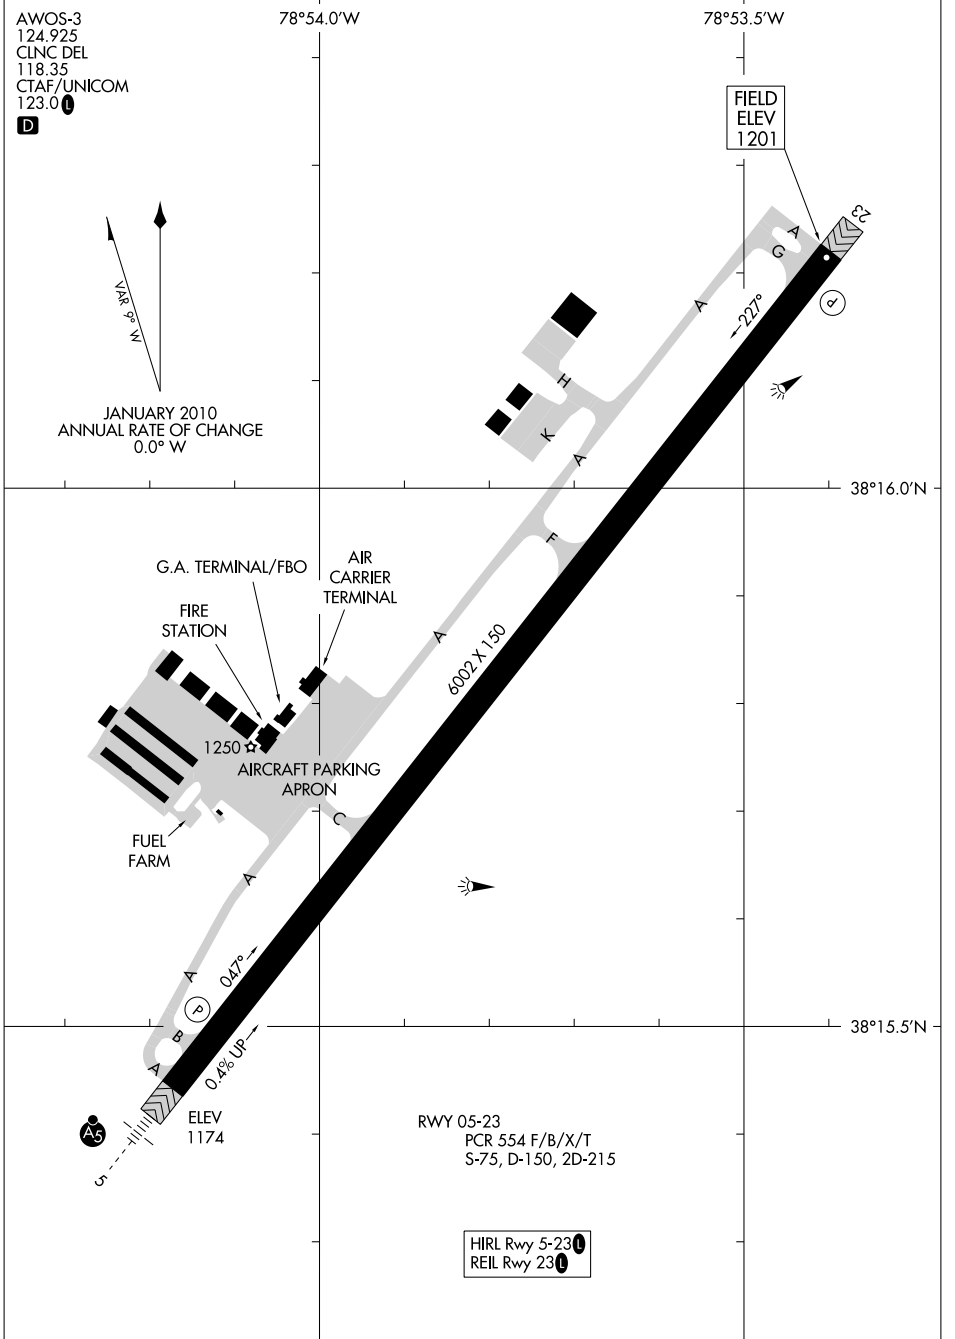 AWOS-3
124.925
CLNC DEL
118.35
CTAF/UNICOM
123.0 L
D
78°54.0'W
78°53.5'W
FIELD
ELEV
1201
23
A
G
P
A
227°
VAR 9° W
JANUARY 2010
ANNUAL RATE OF CHANGE
0.0° W
H
K
A
38°16.0'N
F
G.A. TERMINAL/FBO
AIR
CARRIER
TERMINAL
FIRE
STATION
A
6002 X 150
1250
AIRCRAFT PARKING
APRON
C
FUEL
FARM
A
A
047°
P
B
38°15.5'N
0.4% UP
A
ELEV
1174
A5
5
RWY 05-23
PCR 554 F/B/X/T
S-75, D-150, 2D-215
HIRL Rwy 5-23 L
REIL Rwy 23 L